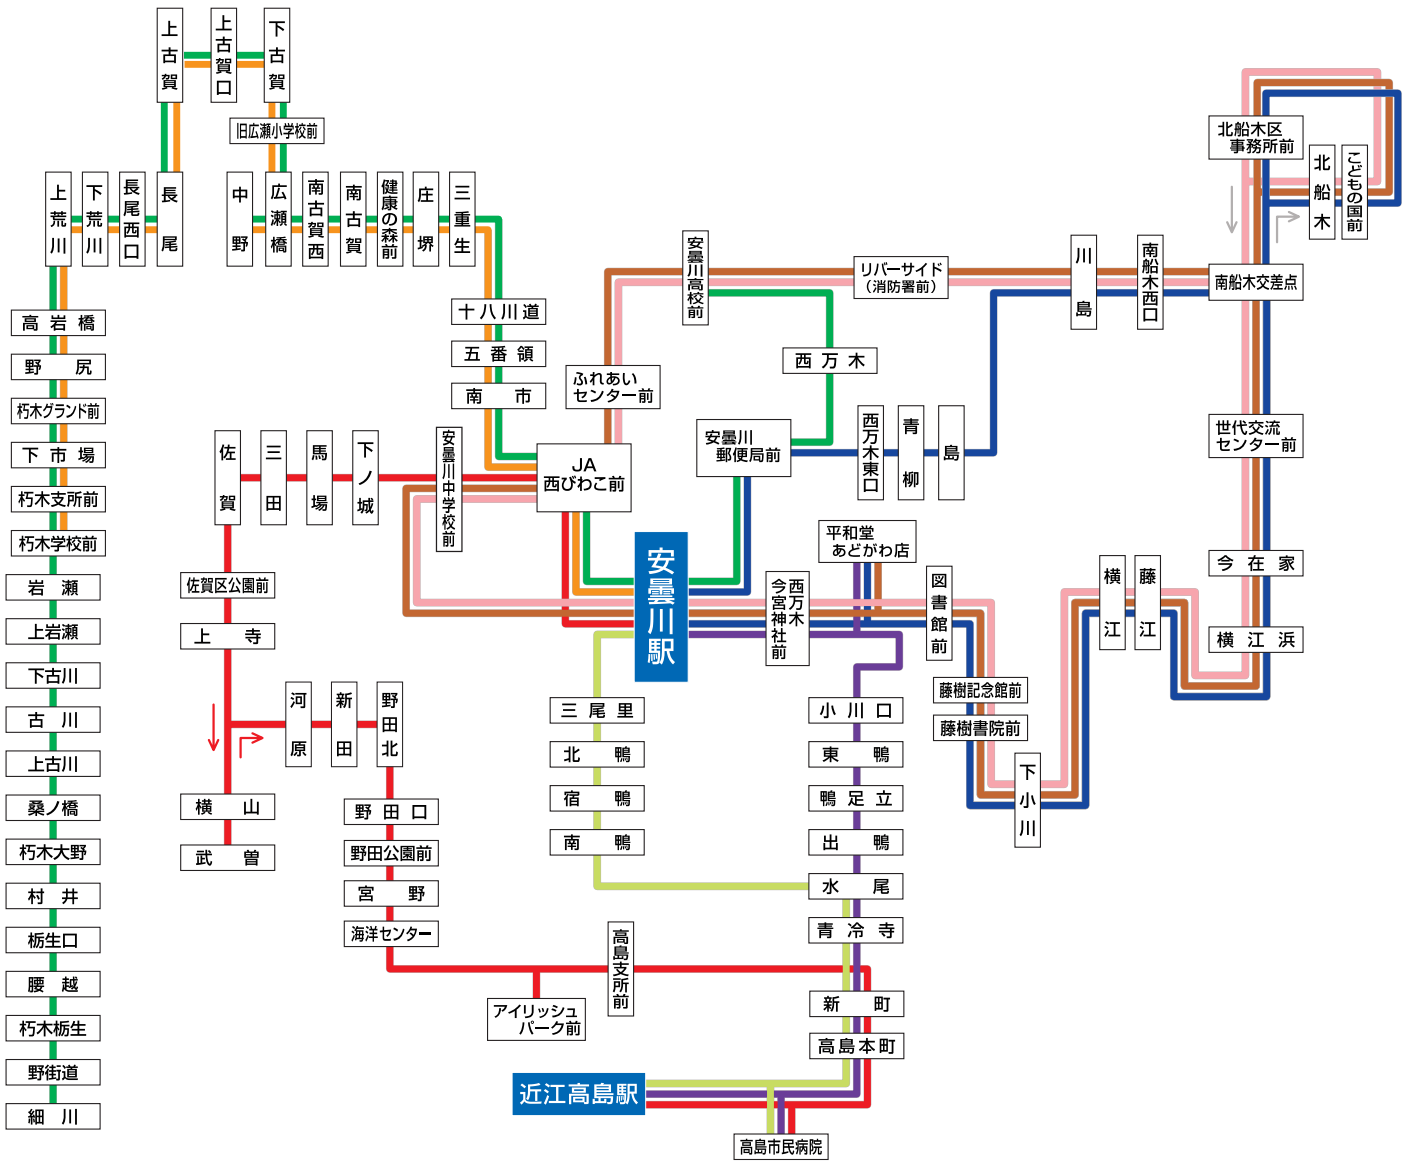 上古賀
上古賀口
下古賀
旧広瀬小学校前
上荒川
下荒川
長尾西口
長尾
中野
広瀬橋
南古賀西
南古賀
健康の森前
庄堺
三重生
十八川道
五番領
南市
高岩橋
野尻
朽木グランド前
下市場
朽木支所前
朽木学校前
岩瀬
上岩瀬
下古川
古川
上古川
桑ノ橋
朽木大野
村井
栃生口
腰越
朽木栃生
野街道
細川
佐賀
三田
馬場
下ノ城
安曇川中学校前
JA
西びわこ前
ふれあい
センター前
安曇川高校前
リバーサイド
(消防署前)
川島
南船木西口
北船木区
事務所前
北船木
こどもの国前
南船木交差点
西万木
安曇川
郵便局前
西万木東口
青柳
島
世代交流
センター前
今在家
横江浜
横江
藤江
安曇川駅
平和堂
あどがわ店
西万木
今宮神社前
図書館前
藤樹記念館前
藤樹書院前
下小川
佐賀区公園前
上寺
河原
新田
野田北
横山
武曽
野田口
野田公園前
宮野
海洋センター
三尾里
北鴨
宿鴨
南鴨
小川口
東鴨
鴨足立
出鴨
水尾
青冷寺
新町
高島本町
高島支所前
アイリッシュ
パーク前
近江高島駅
高島市民病院